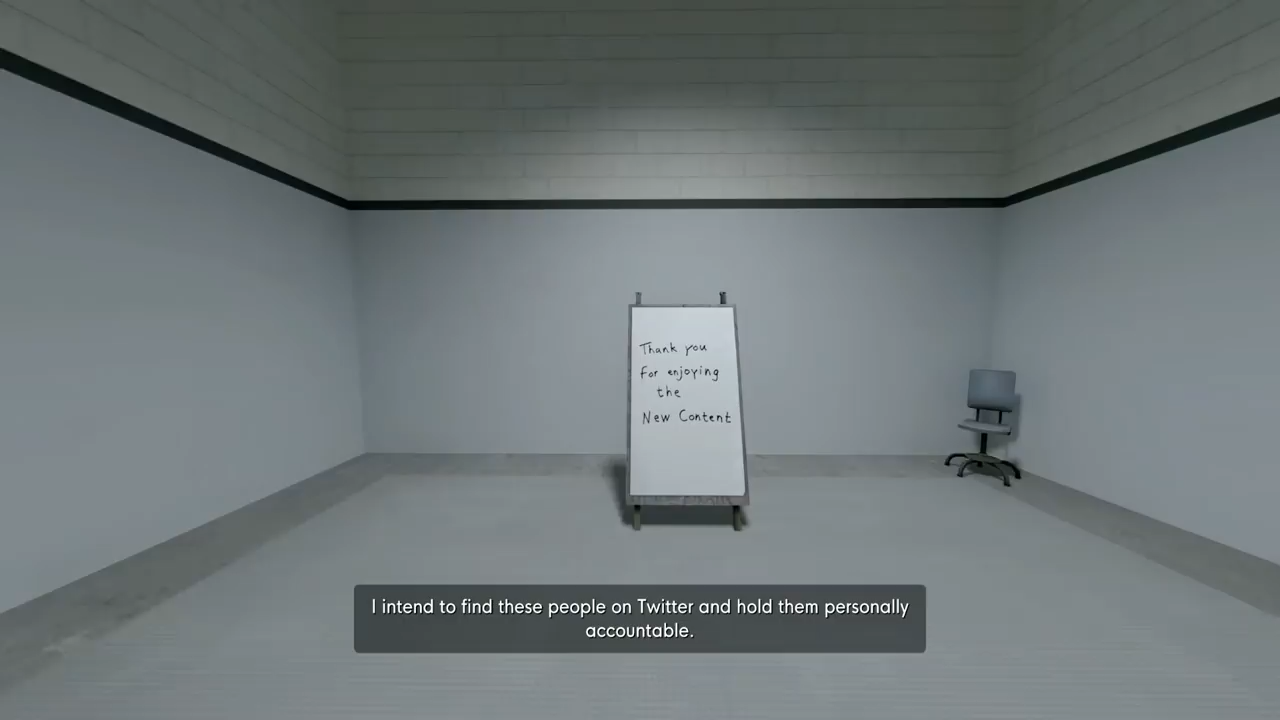 Thank you
for enjoying
the
New Content
I intend to find these people on Twitter and hold them personally
accountable.